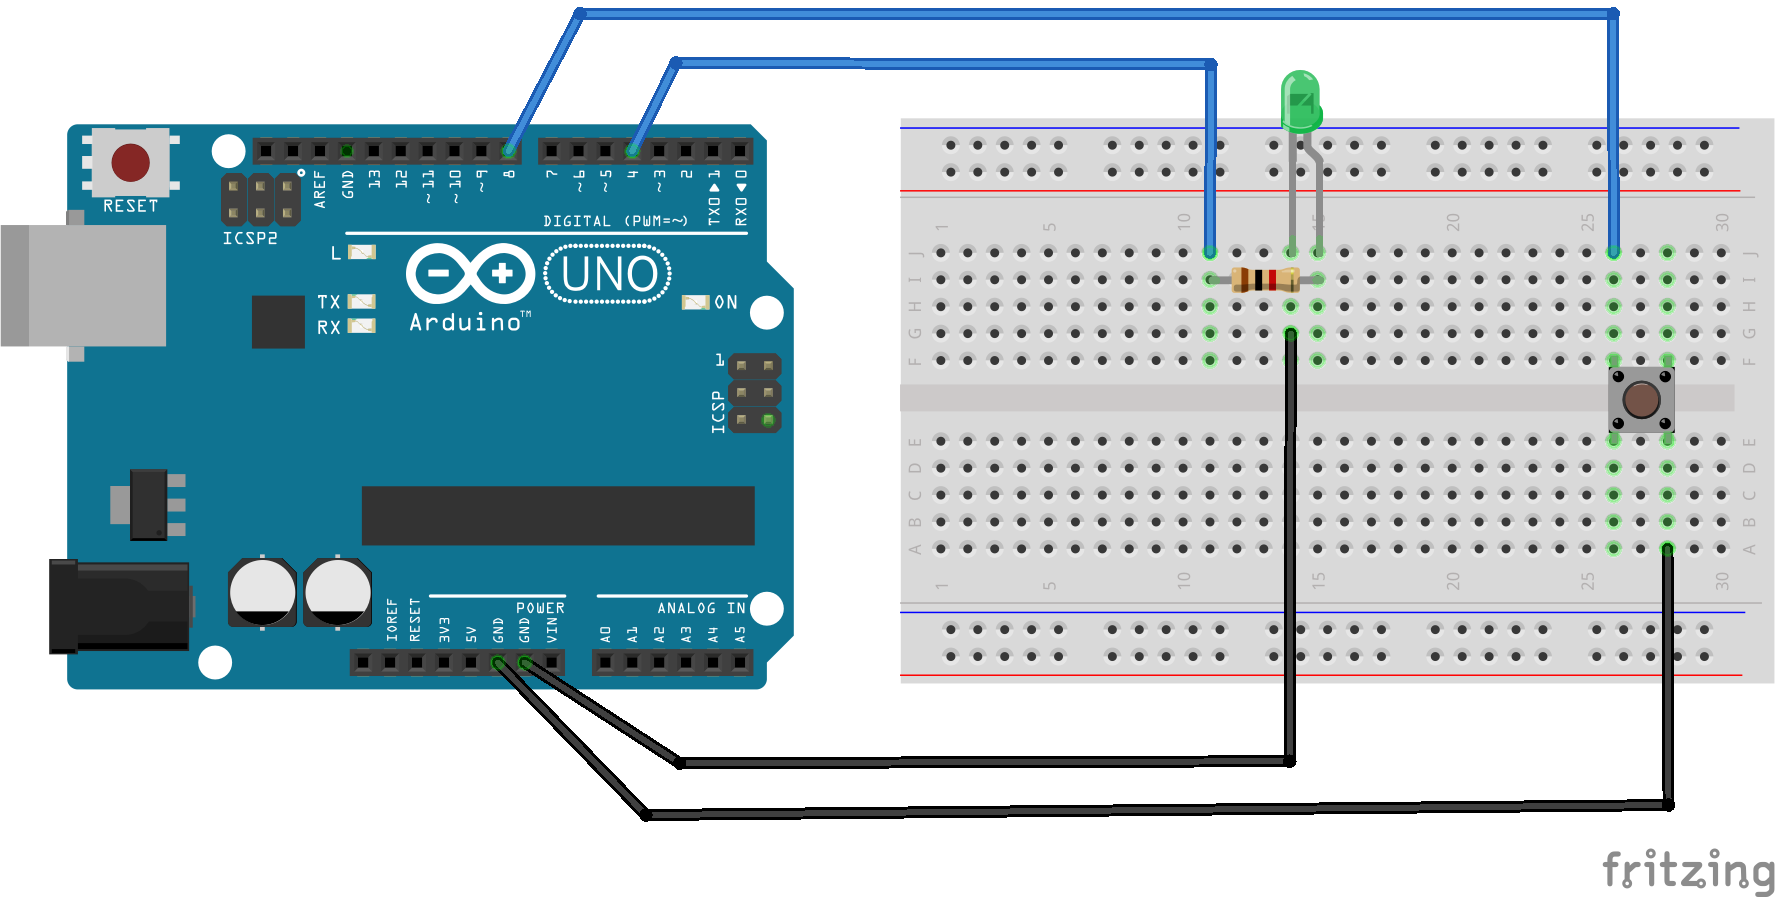 RESET
ICSP2
AREF
GND
13
12
~11
~10
~9
8
7
~6
~5
4
~3
2
TX0▶1
RX0◀0
DIGITAL (PWM=~)
L
TX
RX
UNO
Arduino™
ON
1
ICSP
IOREF
RESET
3V3
5V
GND
GND
VIN
POWER
ANALOG IN
A0
A1
A2
A3
A4
A5
1 5 10 15 20 25 30
J J
I I
H H
G G
F F
E E
D D
C C
B B
A A
1 5 10 15 20 25 30
fritzing